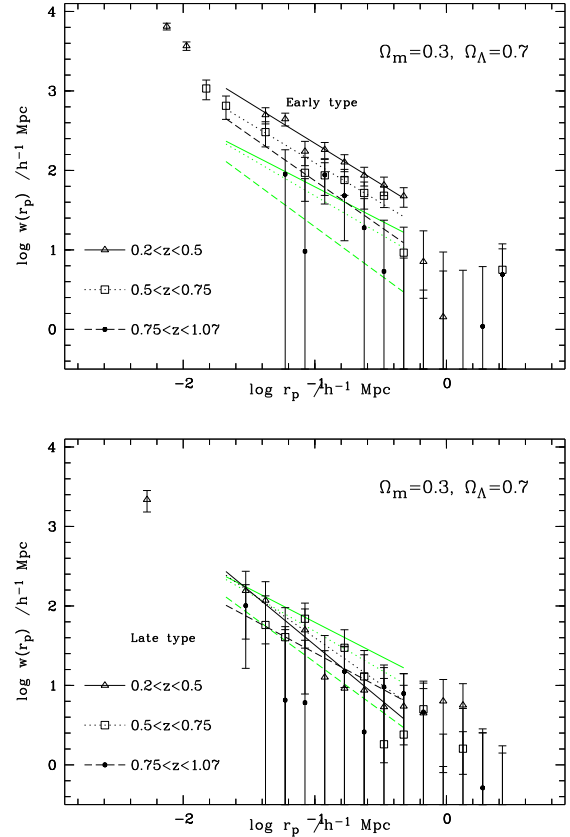 4
Ω_m=0.3, Ω_Λ=0.7
Early type
3
2
1
0
log w(r_p) /h⁻¹ Mpc
0.2<z<0.5
0.5<z<0.75
0.75<z<1.07
-2 -1 0
log r_p /h⁻¹ Mpc
4
Ω_m=0.3, Ω_Λ=0.7
3
2
1
0
log w(r_p) /h⁻¹ Mpc
Late type
0.2<z<0.5
0.5<z<0.75
0.75<z<1.07
-2 -1 0
log r_p /h⁻¹ Mpc